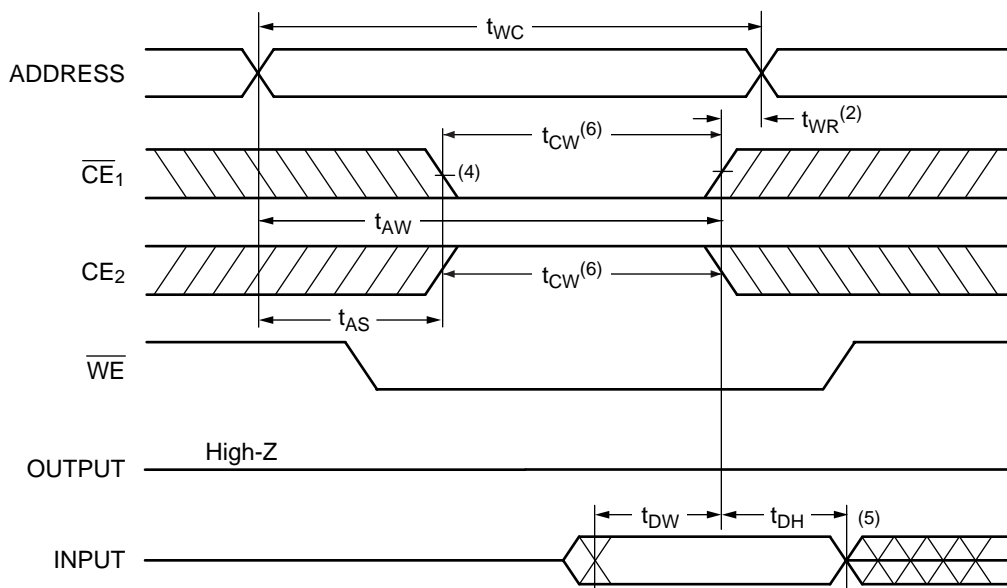 tWC
ADDRESS
tWR(2)
tCW(6)
CE1
(4)
tAW
CE2
tCW(6)
tAS
WE
High-Z
OUTPUT
tDW
tDH
(5)
INPUT